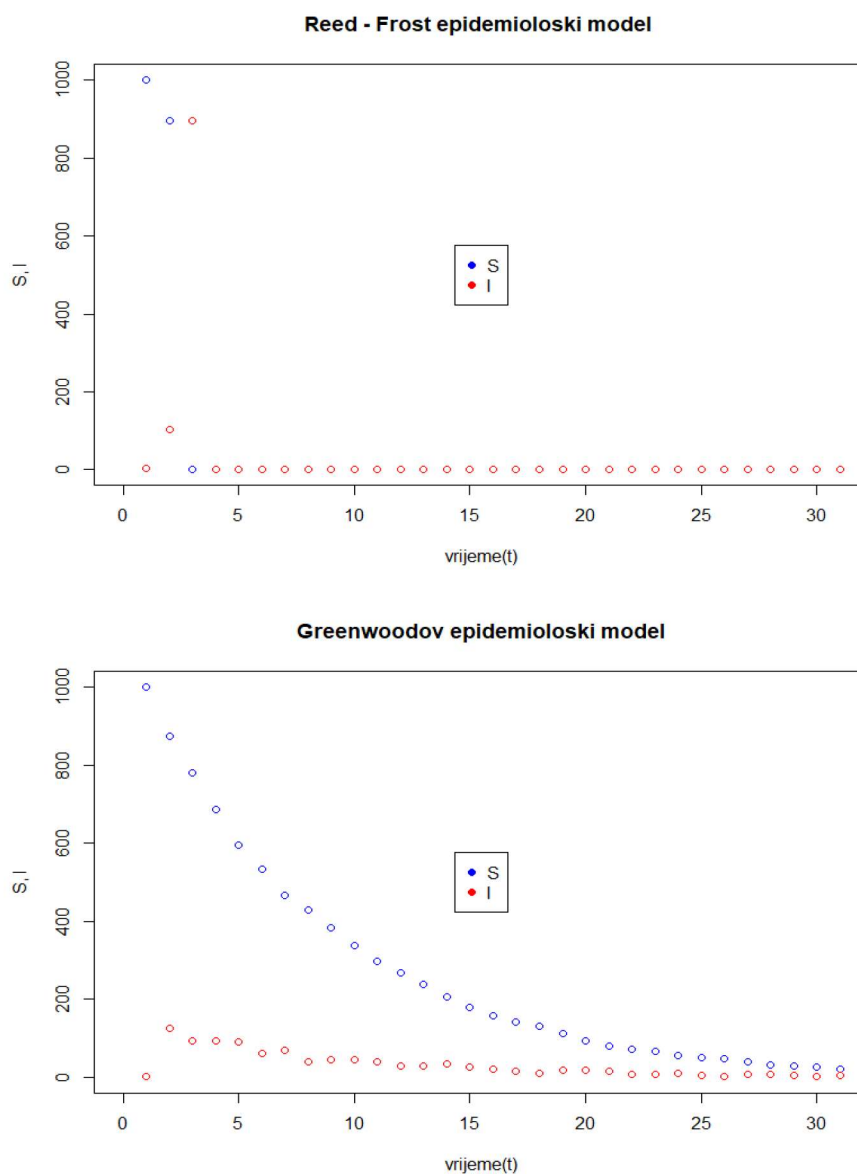 Reed - Frost epidemioloski model
1000
800
600
400
200
0
S, I
S
I
0 5 10 15 20 25 30
vrijeme(t)
Greenwoodov epidemioloski model
1000
800
600
400
200
0
S, I
S
I
0 5 10 15 20 25 30
vrijeme(t)